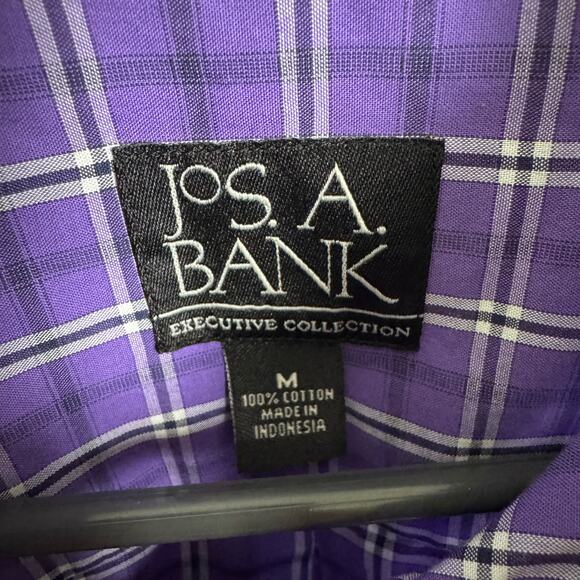 JOS. A.
BANK
EXECUTIVE COLLECTION
M
100% COTTON
MADE IN
INDONESIA